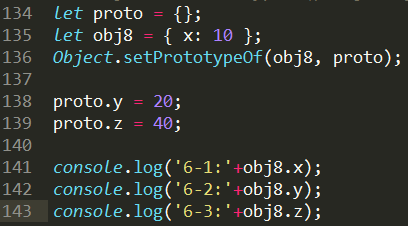 134 let proto = {};
135 let obj8 = { x: 10 };
136 Object.setPrototypeOf(obj8, proto);
137
138 proto.y = 20;
139 proto.z = 40;
140
141 console.log('6-1:'+obj8.x);
142 console.log('6-2:'+obj8.y);
143 console.log('6-3:'+obj8.z);